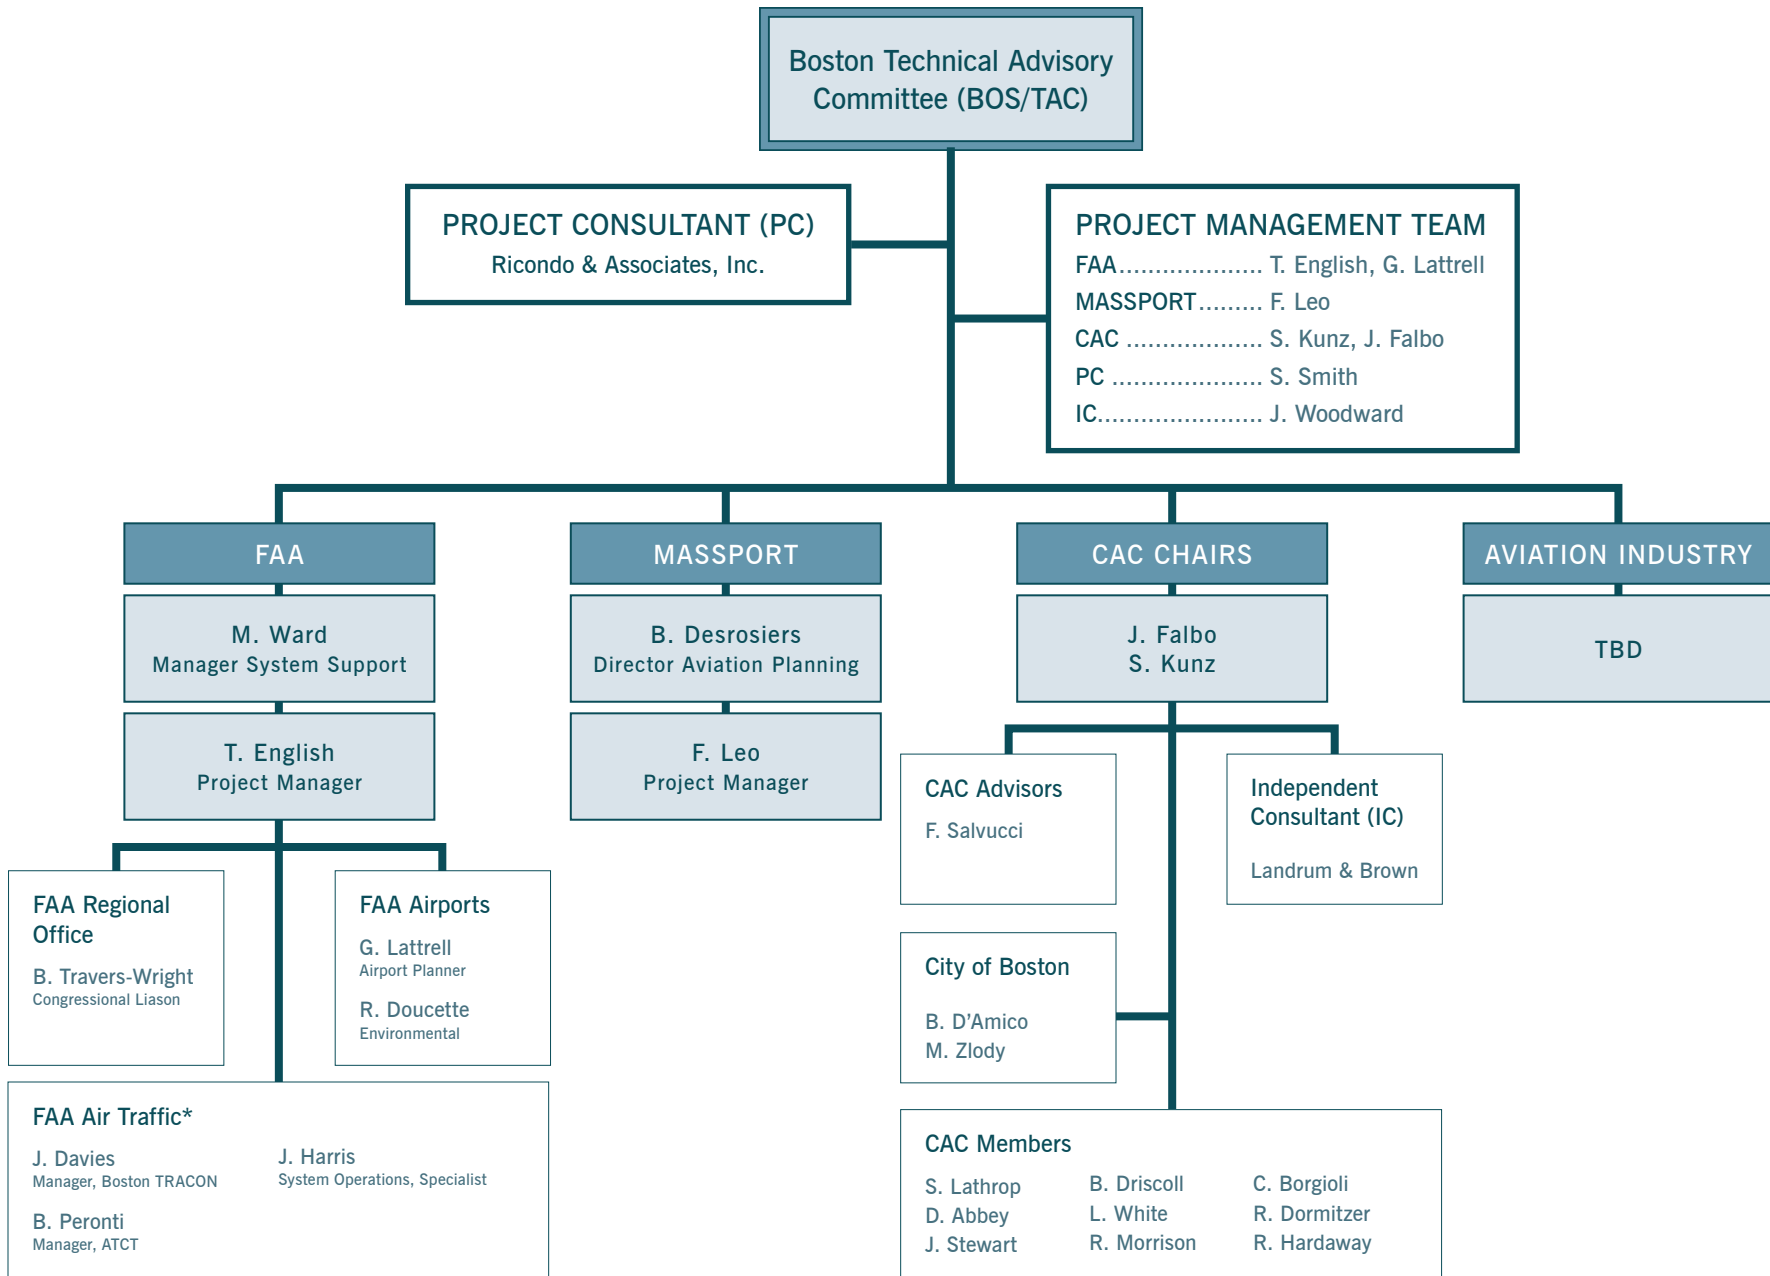 Boston Technical Advisory
Committee (BOS/TAC)
PROJECT CONSULTANT (PC)
Ricondo & Associates, Inc.
PROJECT MANAGEMENT TEAM
FAA.................... T. English, G. Lattrell
MASSPORT......... F. Leo
CAC ................... S. Kunz, J. Falbo
PC ..................... S. Smith
IC....................... J. Woodward
FAA
M. Ward
Manager System Support
T. English
Project Manager
FAA Regional
Office
B. Travers-Wright
Congressional Liason
FAA Airports
G. Lattrell
Airport Planner
R. Doucette
Environmental
FAA Air Traffic*
J. Davies
Manager, Boston TRACON
B. Peronti
Manager, ATCT
J. Harris
System Operations, Specialist
MASSPORT
B. Desrosiers
Director Aviation Planning
F. Leo
Project Manager
CAC CHAIRS
J. Falbo
S. Kunz
CAC Advisors
F. Salvucci
Independent
Consultant (IC)
Landrum & Brown
City of Boston
B. D’Amico
M. Zlody
CAC Members
S. Lathrop
D. Abbey
J. Stewart
B. Driscoll
L. White
R. Morrison
C. Borgioli
R. Dormitzer
R. Hardaway
AVIATION INDUSTRY
TBD